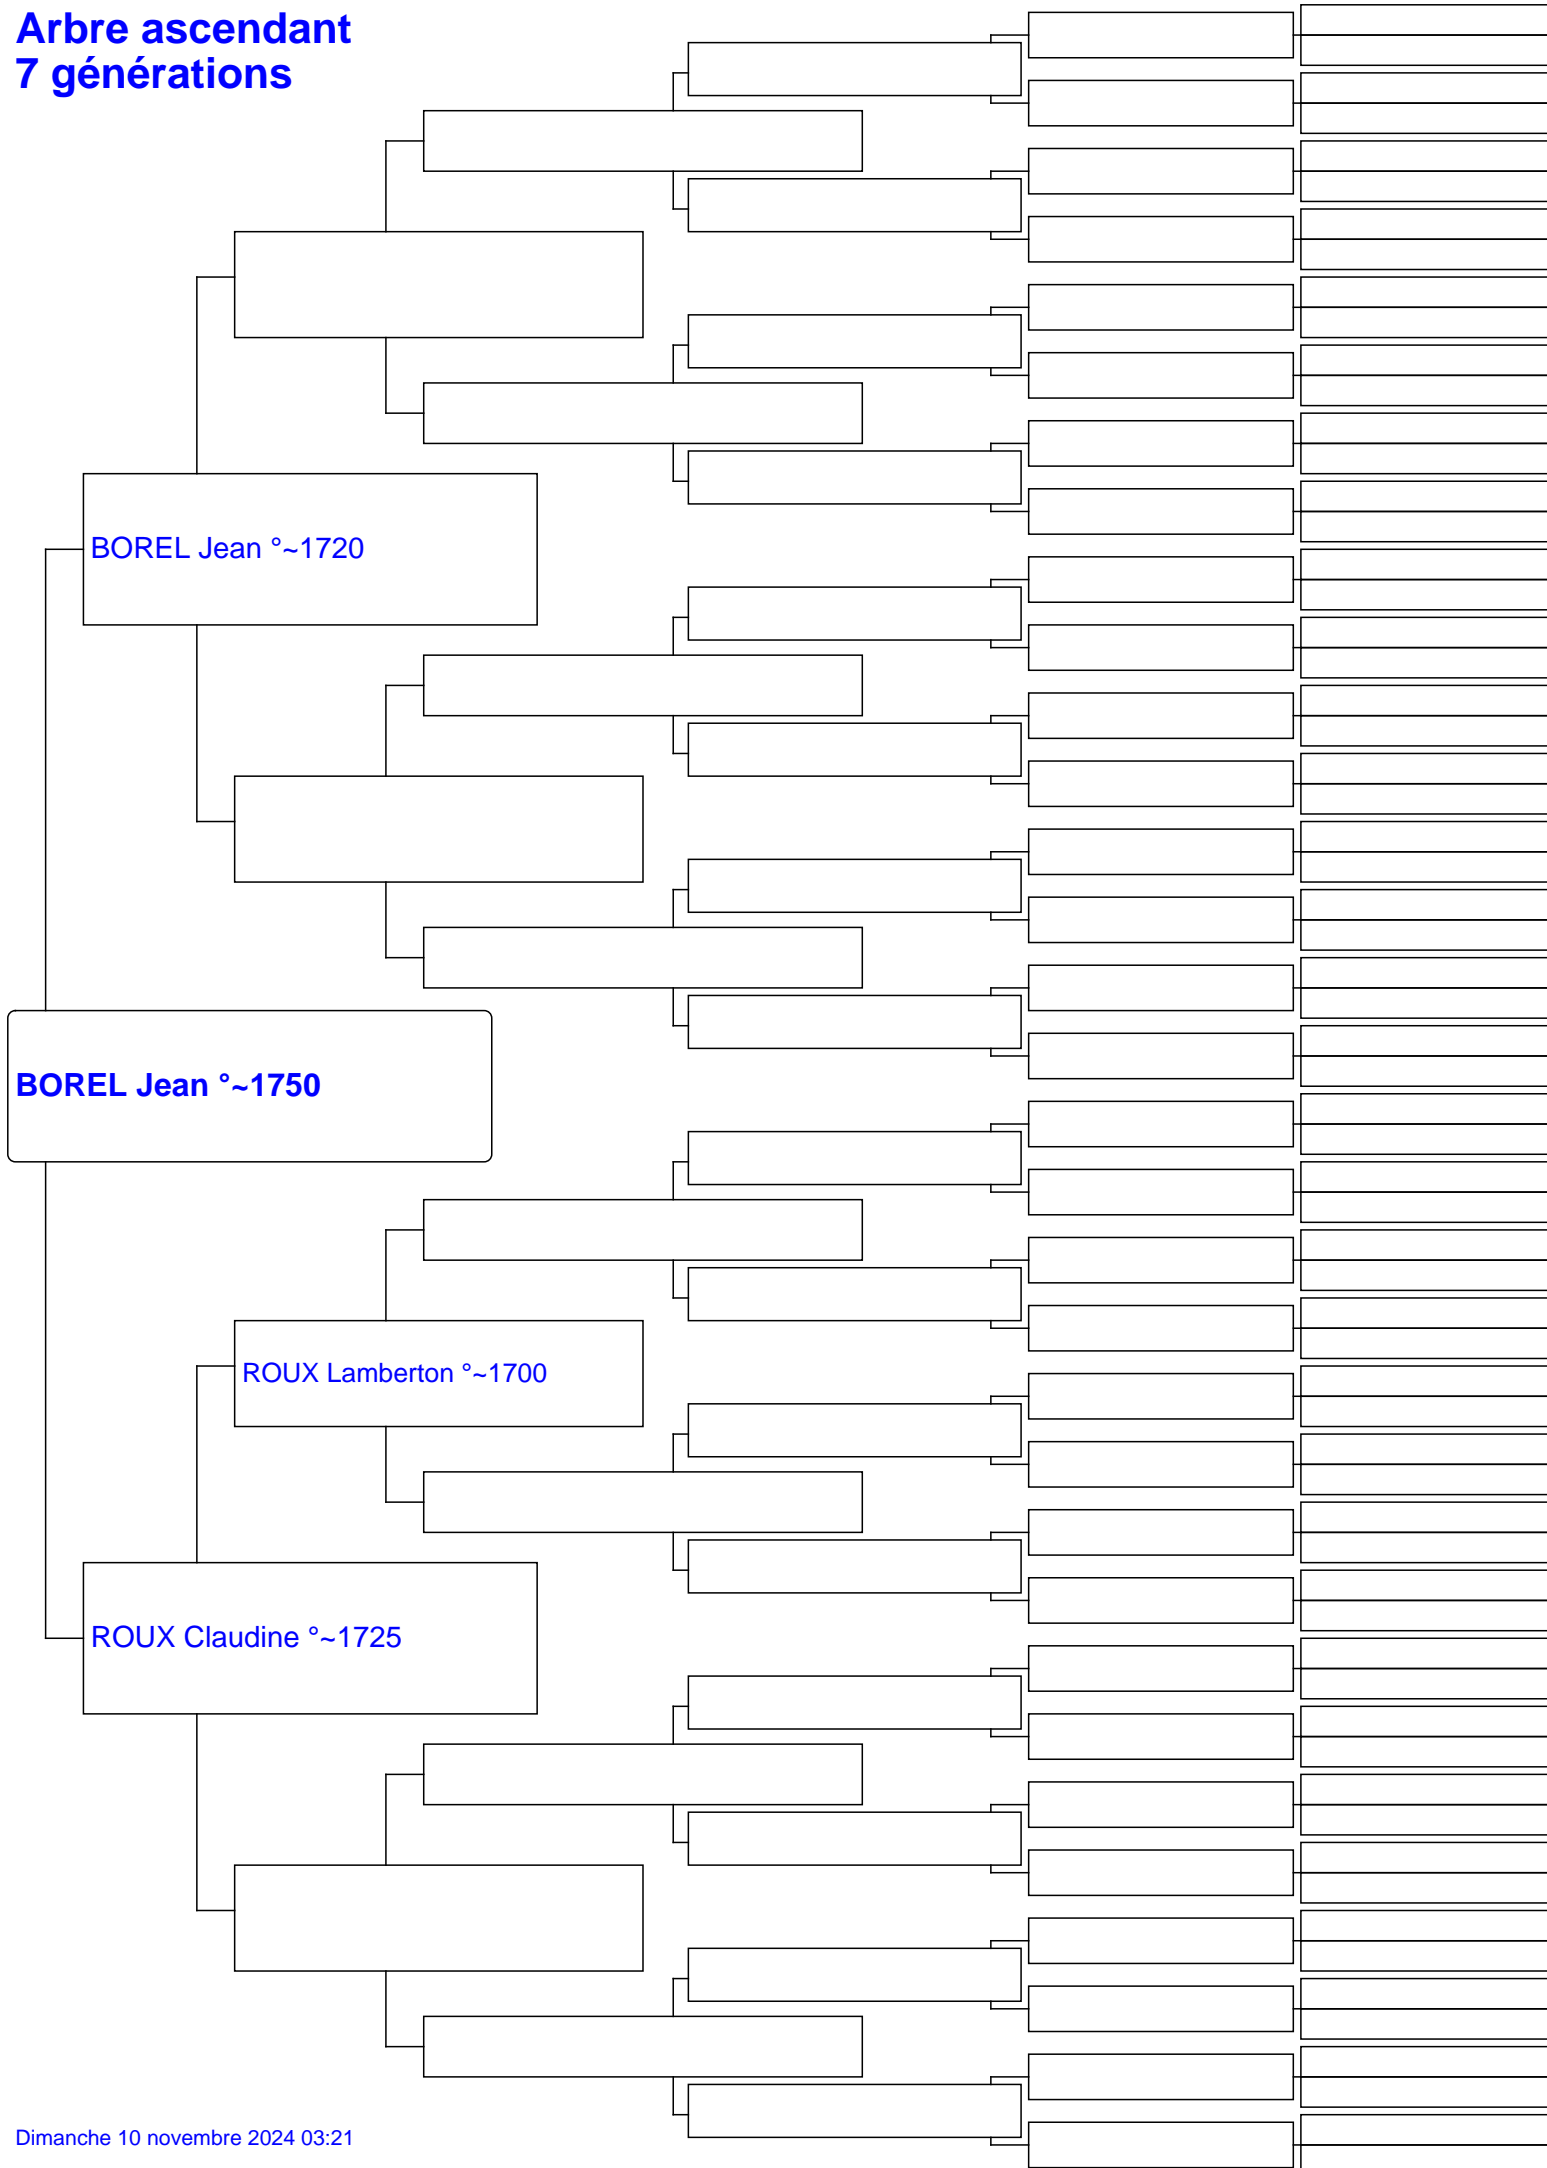 Arbre ascendant
7 générations
BOREL Jean °~1720
BOREL Jean °~1750
ROUX Lamberton °~1700
ROUX Claudine °~1725
Dimanche 10 novembre 2024 03:21